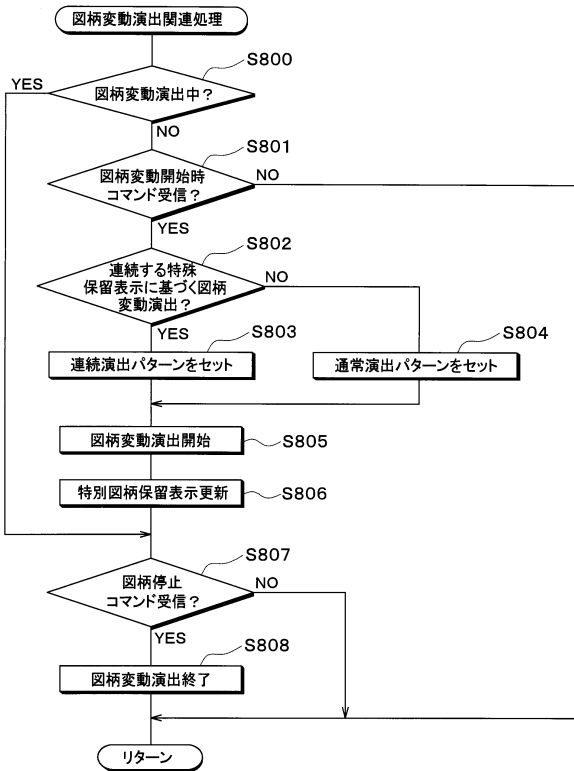 図柄変動演出関連処理
S800
YES
図柄変動演出中?
NO
S801
図柄変動開始時
コマンド受信?
NO
YES
S802
連続する特殊
保留表示に基づく図柄
変動演出?
NO
YES
S803
S804
連続演出パターンをセット
通常演出パターンをセット
図柄変動演出開始
S805
特別図柄保留表示更新
S806
S807
図柄停止
コマンド受信?
NO
YES
S808
図柄変動演出終了
リターン